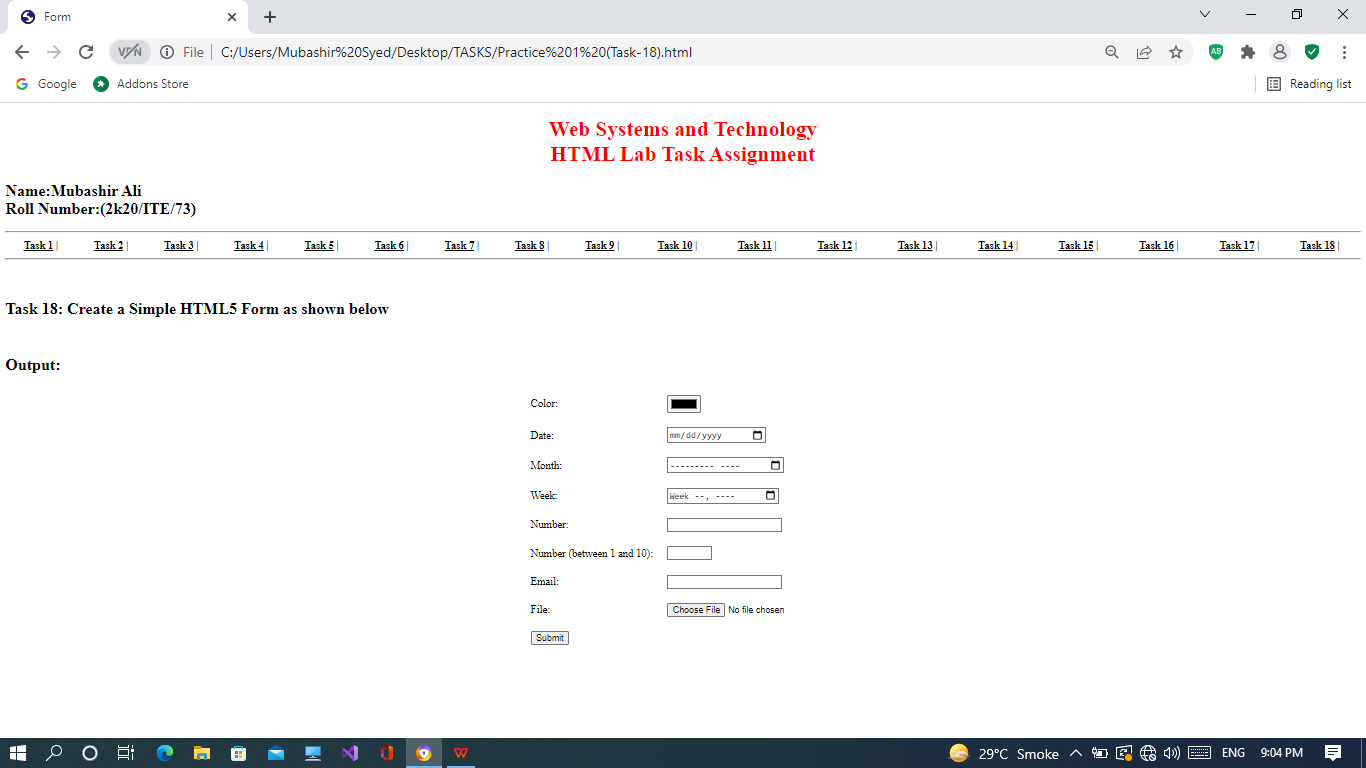 Form
VPN File C:/Users/Mubashir%20Syed/Desktop/TASKS/Practice%201%20(Task-18).html AB
Google Addons Store Reading list
Web Systems and Technology
HTML Lab Task Assignment
Name:Mubashir Ali
Roll Number:(2k20/ITE/73)
Task 1 | Task 2 | Task 3 | Task 4 | Task 5 | Task 6 | Task 7 | Task 8 | Task 9 | Task 10 | Task 11 | Task 12 | Task 13 | Task 14 | Task 15 | Task 16 | Task 17 | Task 18 |
Task 18: Create a Simple HTML5 Form as shown below
Output:
Color:
Date: mm/dd/yyyy
Month: --------- ----
Week: Week --, ----
Number:
Number (between 1 and 10):
Email:
File: Choose File No file chosen
Submit
29°C Smoke ENG 9:04 PM